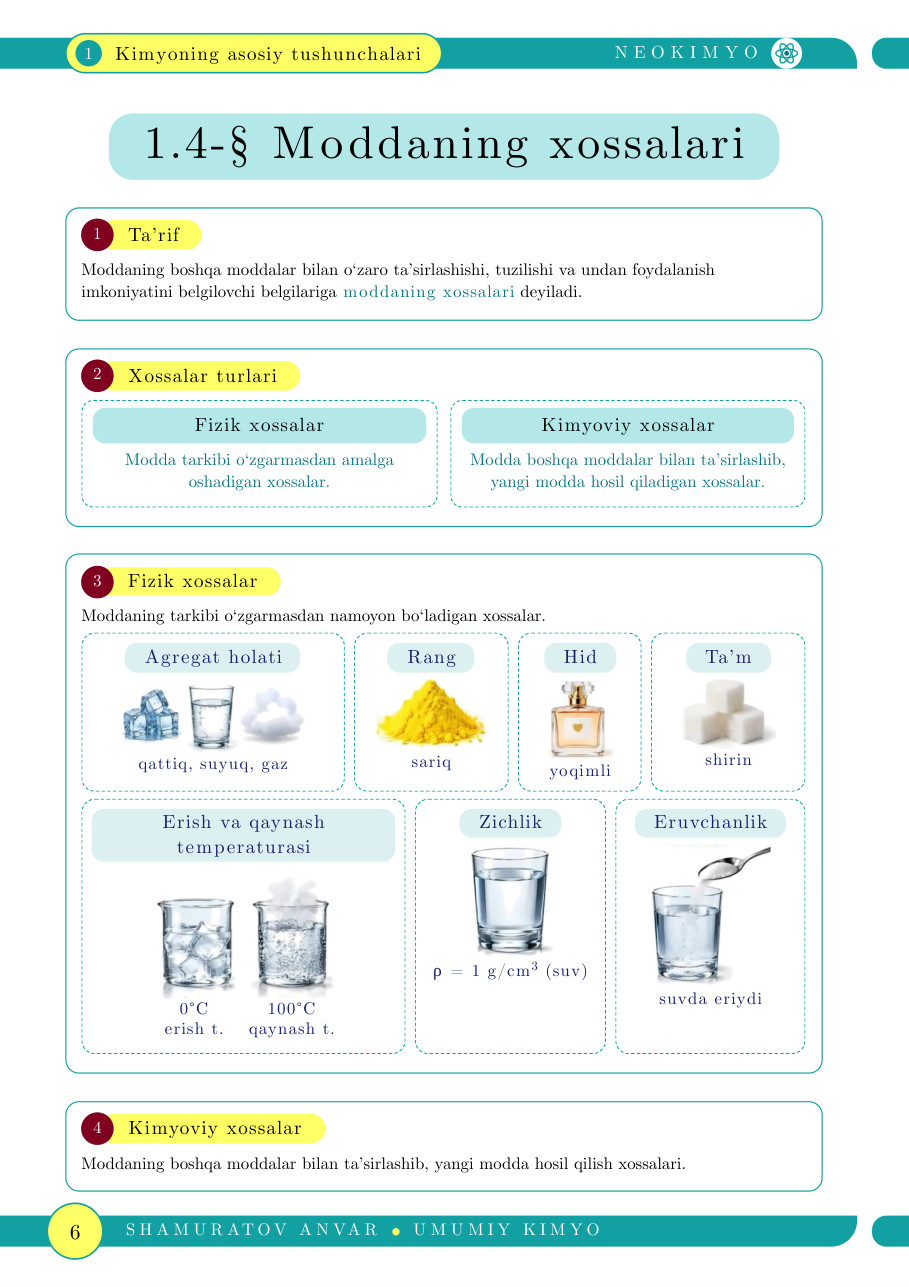 1 Kimyoning asosiy tushunchalari
NEOKIMYO
1.4-§ Moddaning xossalari
1 Ta’rif
Moddaning boshqa moddalar bilan o‘zaro ta’sirlashishi, tuzilishi va undan foydalanish
imkoniyatini belgilovchi belgilariga moddaning xossalari deyiladi.
2 Xossalar turlari
Fizik xossalar
Modda tarkibi o‘zgarmasdan amalga
oshadigan xossalar.
Kimyoviy xossalar
Modda boshqa moddalar bilan ta’sirlashib,
yangi modda hosil qiladigan xossalar.
3 Fizik xossalar
Moddaning tarkibi o‘zgarmasdan namoyon bo‘ladigan xossalar.
Agregat holati
qattiq, suyuq, gaz
Rang
sariq
Hid
yoqimli
Ta’m
shirin
Erish va qaynash
temperaturasi
0°C
erish t.
100°C
qaynash t.
Zichlik
ρ = 1 g/cm³ (suv)
Eruvchanlik
suvda eriydi
4 Kimyoviy xossalar
Moddaning boshqa moddalar bilan ta’sirlashib, yangi modda hosil qilish xossalari.
6 SHAMURATOV ANVAR • UMUMIY KIMYO